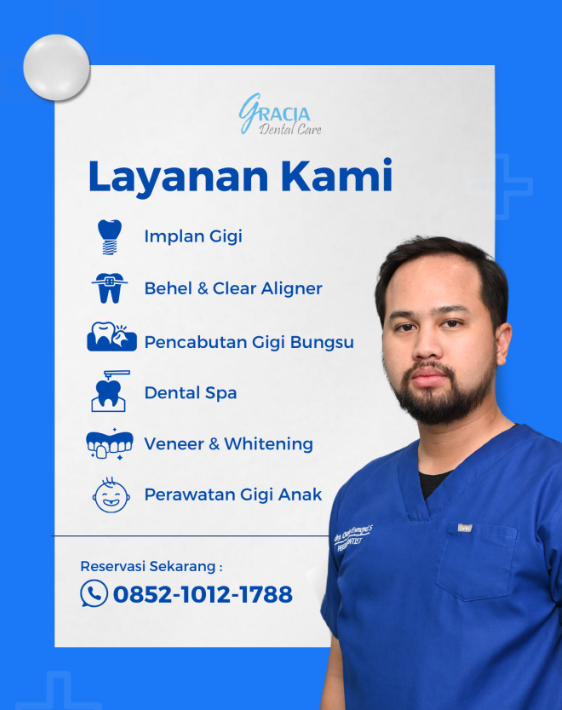 GRACIA
Dental Care
Layanan Kami
Implan Gigi
Behel & Clear Aligner
Pencabutan Gigi Bungsu
Dental Spa
Veneer & Whitening
Perawatan Gigi Anak
Reservasi Sekarang :
0852-1012-1788